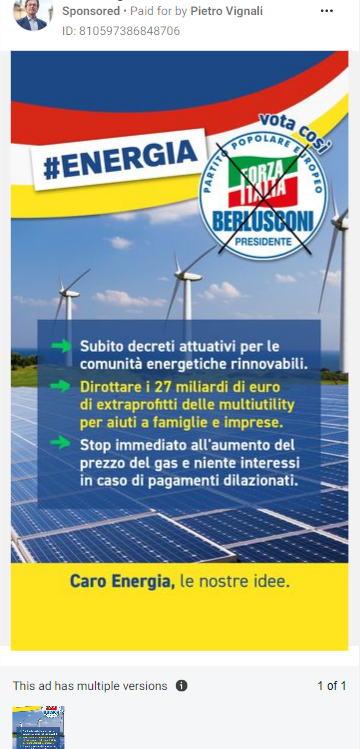 Sponsored • Paid for by Pietro Vignali
ID: 810597386848706
vota così
#ENERGIA
PARTITO POPOLARE EUROPEO
FORZA
ITALIA
BERLUSCONI
PRESIDENTE
Subito decreti attuativi per le
comunità energetiche rinnovabili.
Dirottare i 27 miliardi di euro
di extraprofitti delle multiutility
per aiuti a famiglie e imprese.
Stop immediato all'aumento del
prezzo del gas e niente interessi
in caso di pagamenti dilazionati.
Caro Energia, le nostre idee.
This ad has multiple versions
1 of 1